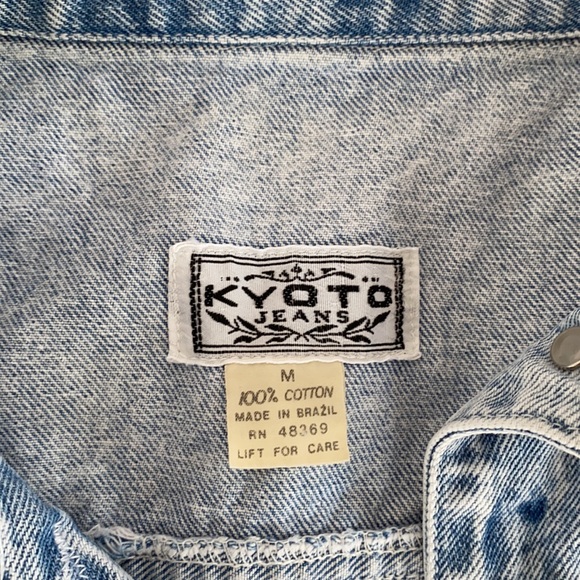 KYOTO
JEANS
M
100% COTTON
MADE IN BRAZIL
RN 48369
LIFT FOR CARE